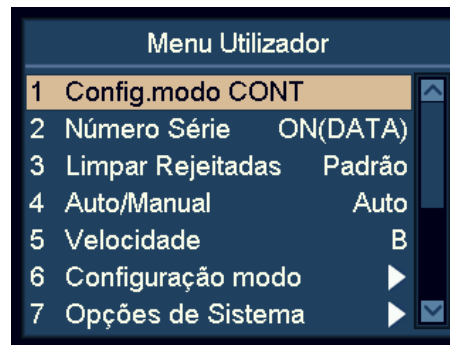 Menu Utilizador
1 Config.modo CONT
2 Número Série ON(DATA)
3 Limpar Rejeitadas Padrão
4 Auto/Manual Auto
5 Velocidade B
6 Configuração modo
7 Opções de Sistema